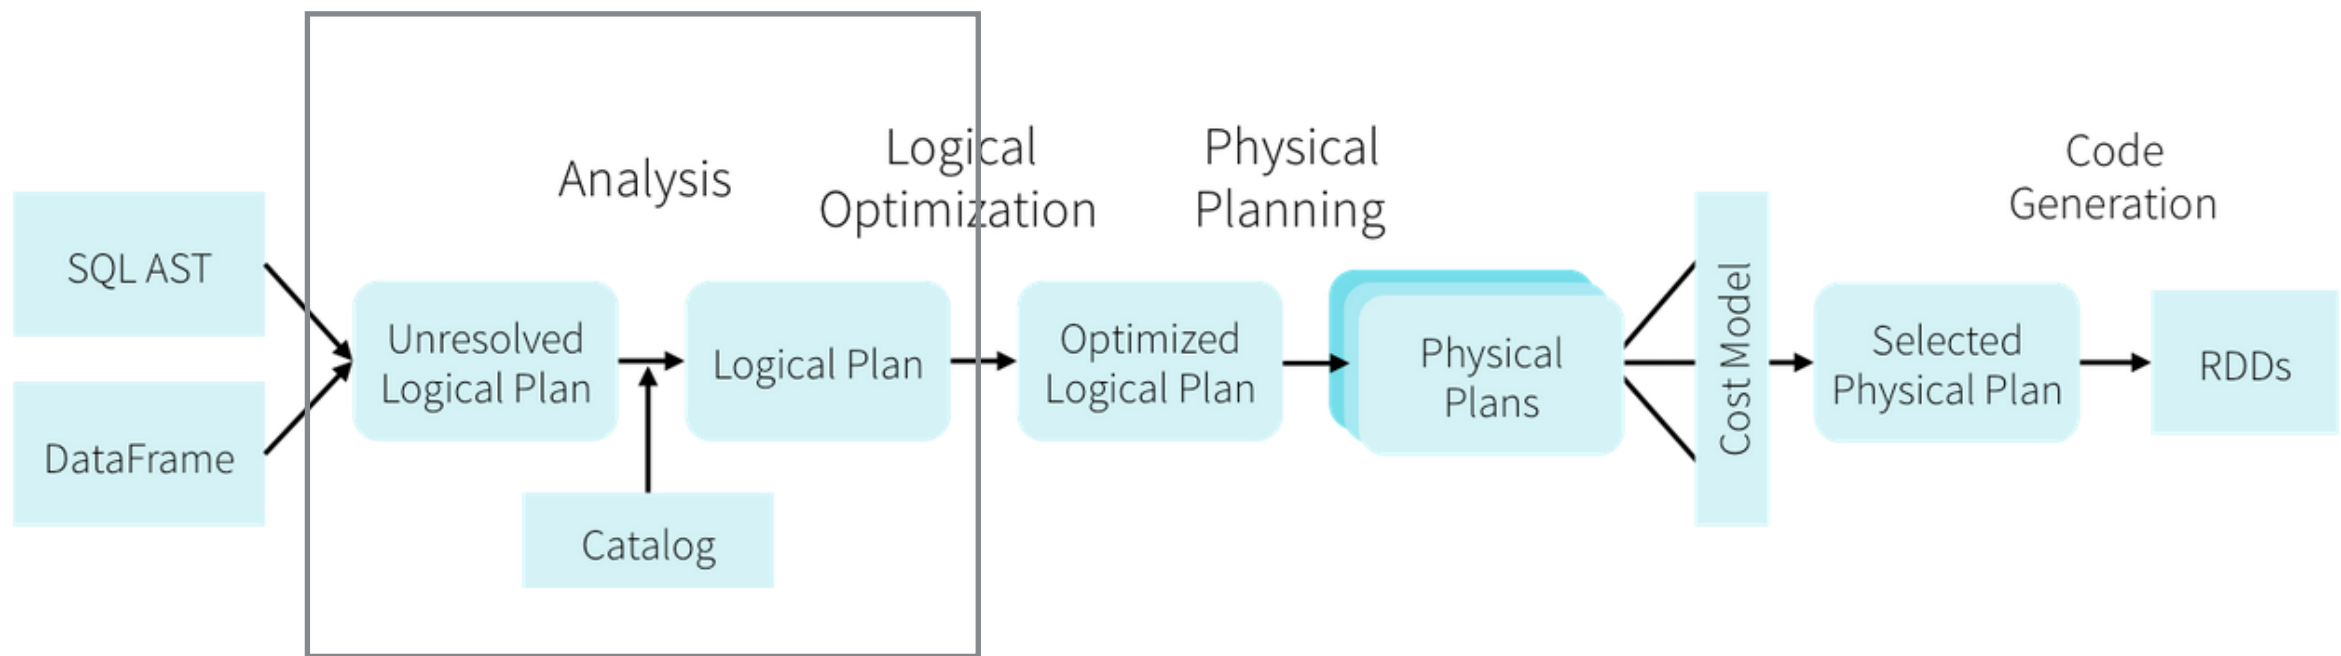 Analysis
Logical
Optimization
Physical
Planning
Code
Generation
SQL AST
DataFrame
Unresolved
Logical Plan
Logical Plan
Catalog
Optimized
Logical Plan
Physical
Plans
Cost Model
Selected
Physical Plan
RDDs